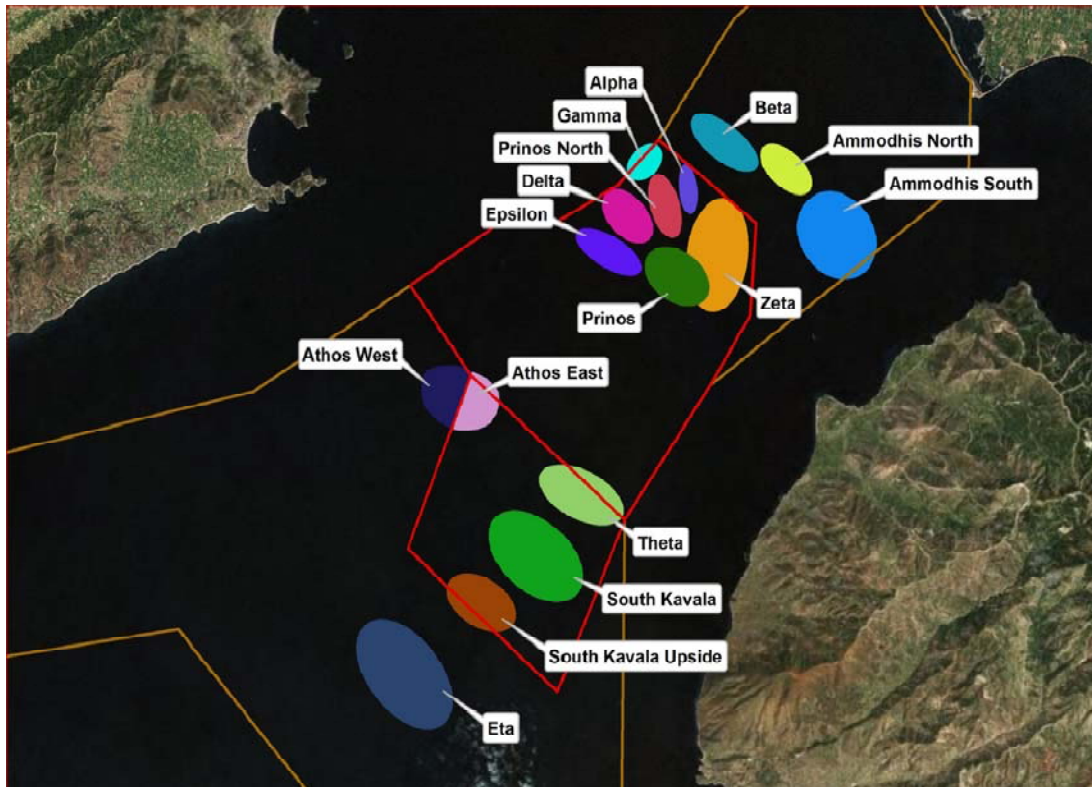 Alpha
Gamma
Beta
Prinos North
Ammodhis North
Delta
Ammodhis South
Epsilon
Zeta
Prinos
Athos West
Athos East
Theta
South Kavala
South Kavala Upside
Eta